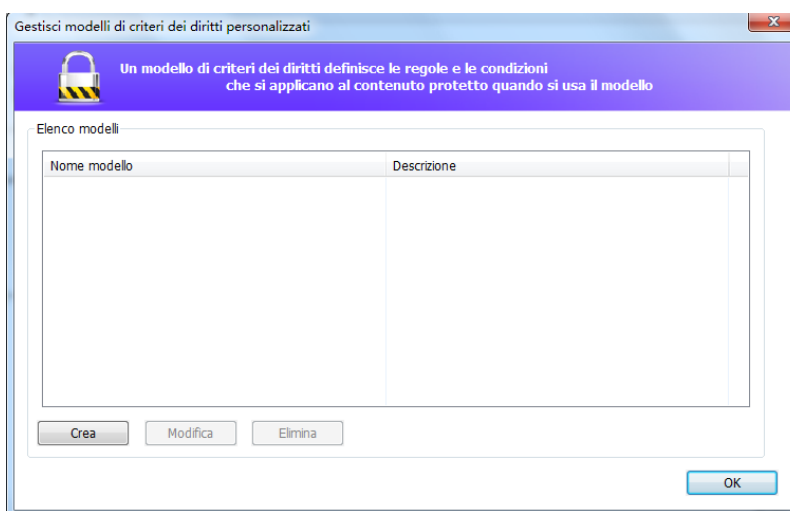 Gestisci modelli di criteri dei diritti personalizzati
Un modello di criteri dei diritti definisce le regole e le condizioni
che si applicano al contenuto protetto quando si usa il modello
Elenco modelli
Nome modello Descrizione
Crea Modifica Elimina
OK